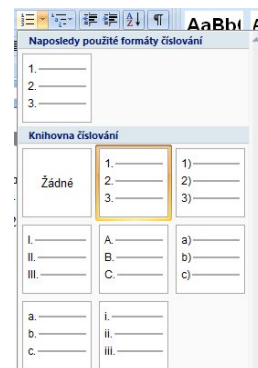 AaBb(
Naposledy použité formáty číslování
1.
2.
3.
Knihovna číslování
Žádné
1.
2.
3.
1)
2)
3)
I.
II.
III.
A.
B.
C.
a)
b)
c)
a.
b.
c.
i.
ii.
iii.